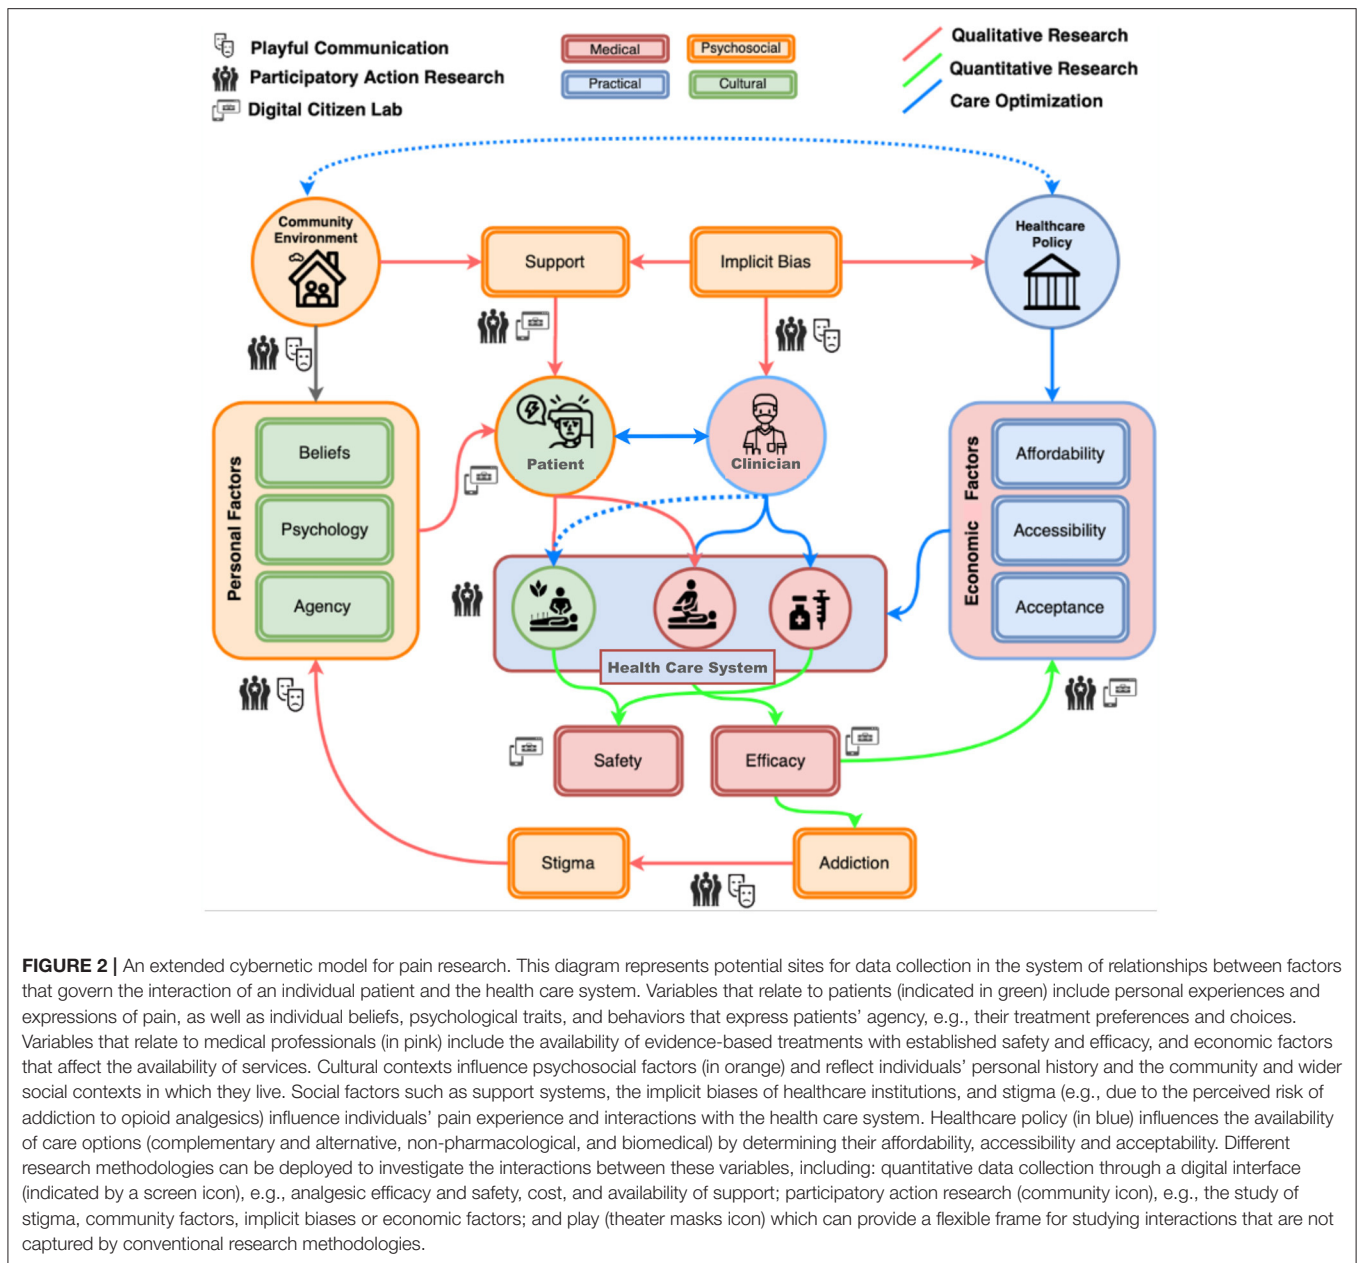 Playful Communication
Participatory Action Research
Digital Citizen Lab
Medical
Psychosocial
Practical
Cultural
Qualitative Research
Quantitative Research
Care Optimization
Community
Environment
Support
Implicit Bias
Healthcare
Policy
Personal Factors
Beliefs
Psychology
Agency
Patient
Clinician
Economic Factors
Affordability
Accessibility
Acceptance
Health Care System
Safety
Efficacy
Stigma
Addiction
FIGURE 2 | An extended cybernetic model for pain research. This diagram represents potential sites for data collection in the system of relationships between factors
that govern the interaction of an individual patient and the health care system. Variables that relate to patients (indicated in green) include personal experiences and
expressions of pain, as well as individual beliefs, psychological traits, and behaviors that express patients' agency, e.g., their treatment preferences and choices.
Variables that relate to medical professionals (in pink) include the availability of evidence-based treatments with established safety and efficacy, and economic factors
that affect the availability of services. Cultural contexts influence psychosocial factors (in orange) and reflect individuals' personal history and the community and wider
social contexts in which they live. Social factors such as support systems, the implicit biases of healthcare institutions, and stigma (e.g., due to the perceived risk of
addiction to opioid analgesics) influence individuals' pain experience and interactions with the health care system. Healthcare policy (in blue) influences the availability
of care options (complementary and alternative, non-pharmacological, and biomedical) by determining their affordability, accessibility and acceptability. Different
research methodologies can be deployed to investigate the interactions between these variables, including: quantitative data collection through a digital interface
(indicated by a screen icon), e.g., analgesic efficacy and safety, cost, and availability of support; participatory action research (community icon), e.g., the study of
stigma, community factors, implicit biases or economic factors; and play (theater masks icon) which can provide a flexible frame for studying interactions that are not
captured by conventional research methodologies.